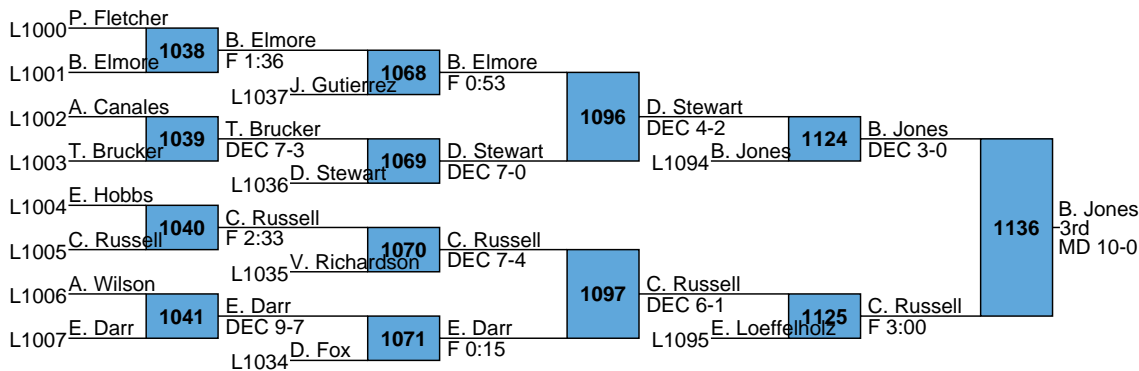 P. Fletcher
L1000
1038
B. Elmore
F 1:36
B. Elmore
L1001
1068
B. Elmore
F 0:53
J. Gutierrez
L1037
A. Canales
L1002
1039
T. Brucker
DEC 7-3
T. Brucker
L1003
1069
D. Stewart
DEC 7-0
D. Stewart
L1036
1096
D. Stewart
DEC 4-2
B. Jones
L1094
1124
B. Jones
DEC 3-0
E. Hobbs
L1004
1040
C. Russell
F 2:33
C. Russell
L1005
1070
C. Russell
DEC 7-4
V. Richardson
L1035
A. Wilson
L1006
1041
E. Darr
DEC 9-7
E. Darr
L1007
1071
E. Darr
F 0:15
D. Fox
L1034
1097
C. Russell
DEC 6-1
E. Loeffelholz
L1095
1125
C. Russell
F 3:00
1136
B. Jones
3rd
MD 10-0